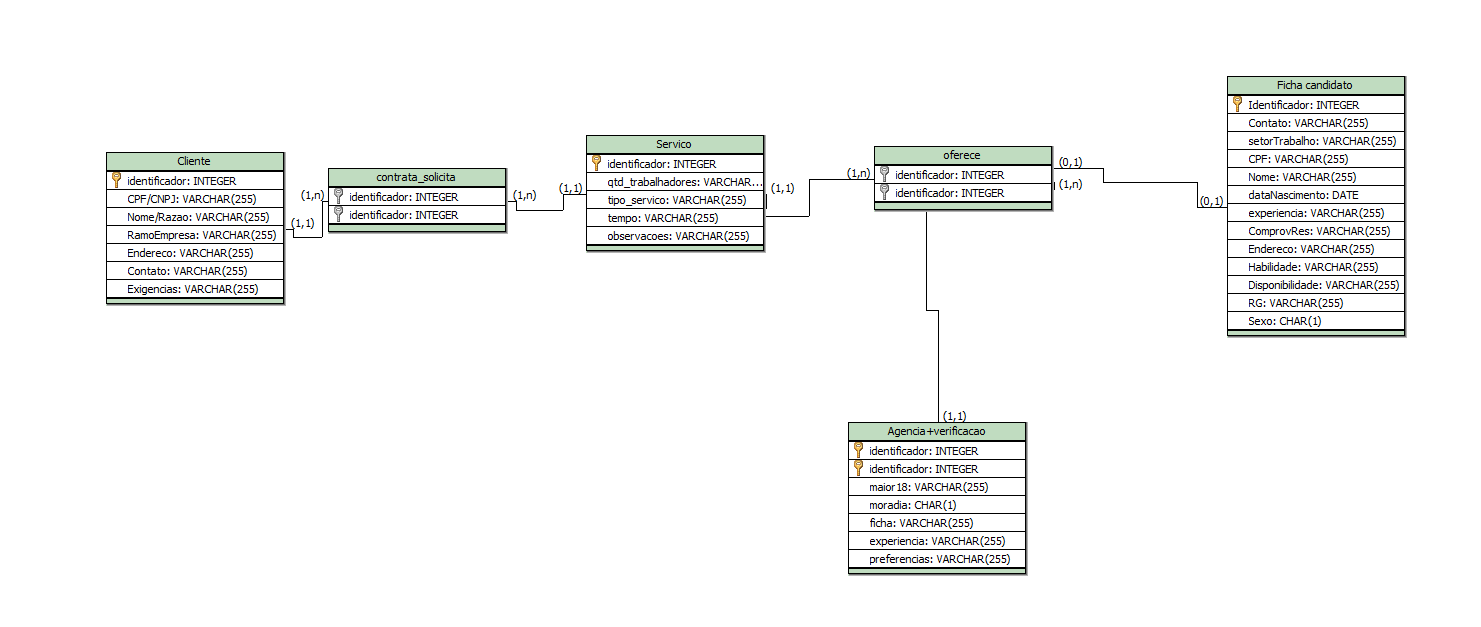 Cliente
identificador: INTEGER
CPF/CNPJ: VARCHAR(255)
Nome/Razao: VARCHAR(255)
RamoEmpresa: VARCHAR(255)
Endereco: VARCHAR(255)
Contato: VARCHAR(255)
Exigencias: VARCHAR(255)
(1,n)
(1,1)
contrata_solicita
identificador: INTEGER
identificador: INTEGER
(1,n)
(1,1)
Servico
identificador: INTEGER
qtd_trabalhadores: VARCHAR...
tipo_servico: VARCHAR(255)
tempo: VARCHAR(255)
observacoes: VARCHAR(255)
(1,1)
(1,n)
oferece
identificador: INTEGER
identificador: INTEGER
(0,1)
(1,n)
(0,1)
Ficha candidato
Identificador: INTEGER
Contato: VARCHAR(255)
setorTrabalho: VARCHAR(255)
CPF: VARCHAR(255)
Nome: VARCHAR(255)
dataNascimento: DATE
experiencia: VARCHAR(255)
ComprovRes: VARCHAR(255)
Endereco: VARCHAR(255)
Habilidade: VARCHAR(255)
Disponibilidade: VARCHAR(255)
RG: VARCHAR(255)
Sexo: CHAR(1)
(1,1)
Agencia+verificacao
identificador: INTEGER
identificador: INTEGER
maior18: VARCHAR(255)
moradia: CHAR(1)
ficha: VARCHAR(255)
experiencia: VARCHAR(255)
preferencias: VARCHAR(255)